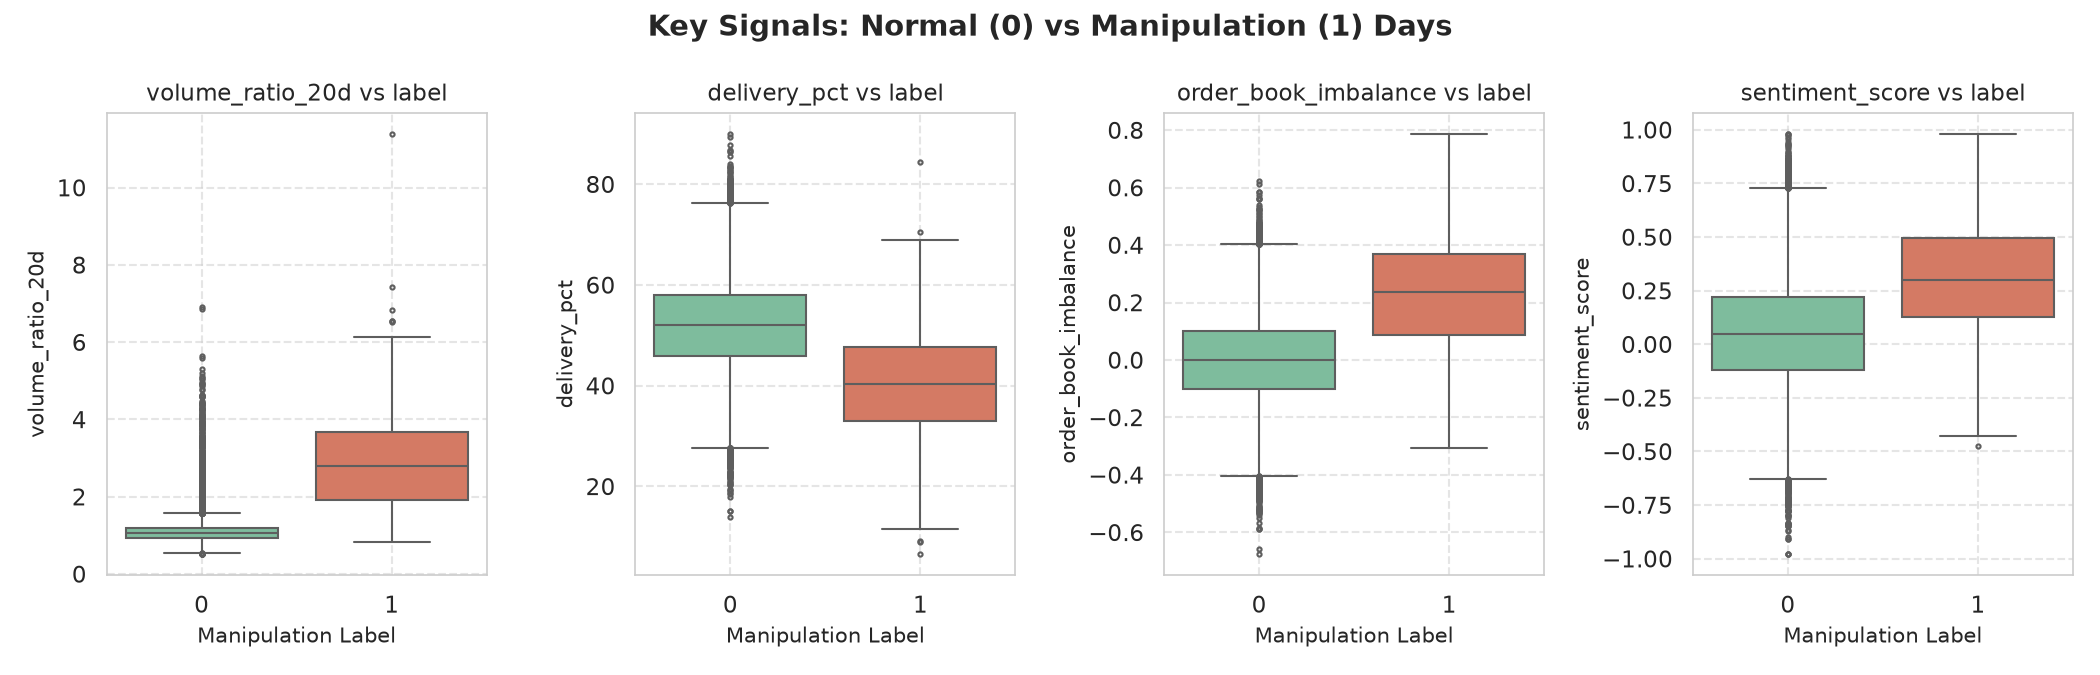 Key Signals: Normal (0) vs Manipulation (1) Days
volume_ratio_20d vs label
volume_ratio_20d
10
8
6
4
2
0
0 1
Manipulation Label
delivery_pct vs label
delivery_pct
80
60
40
20
0 1
Manipulation Label
order_book_imbalance vs label
order_book_imbalance
0.8
0.6
0.4
0.2
0.0
−0.2
−0.4
−0.6
0 1
Manipulation Label
sentiment_score vs label
sentiment_score
1.00
0.75
0.50
0.25
0.00
−0.25
−0.50
−0.75
−1.00
0 1
Manipulation Label